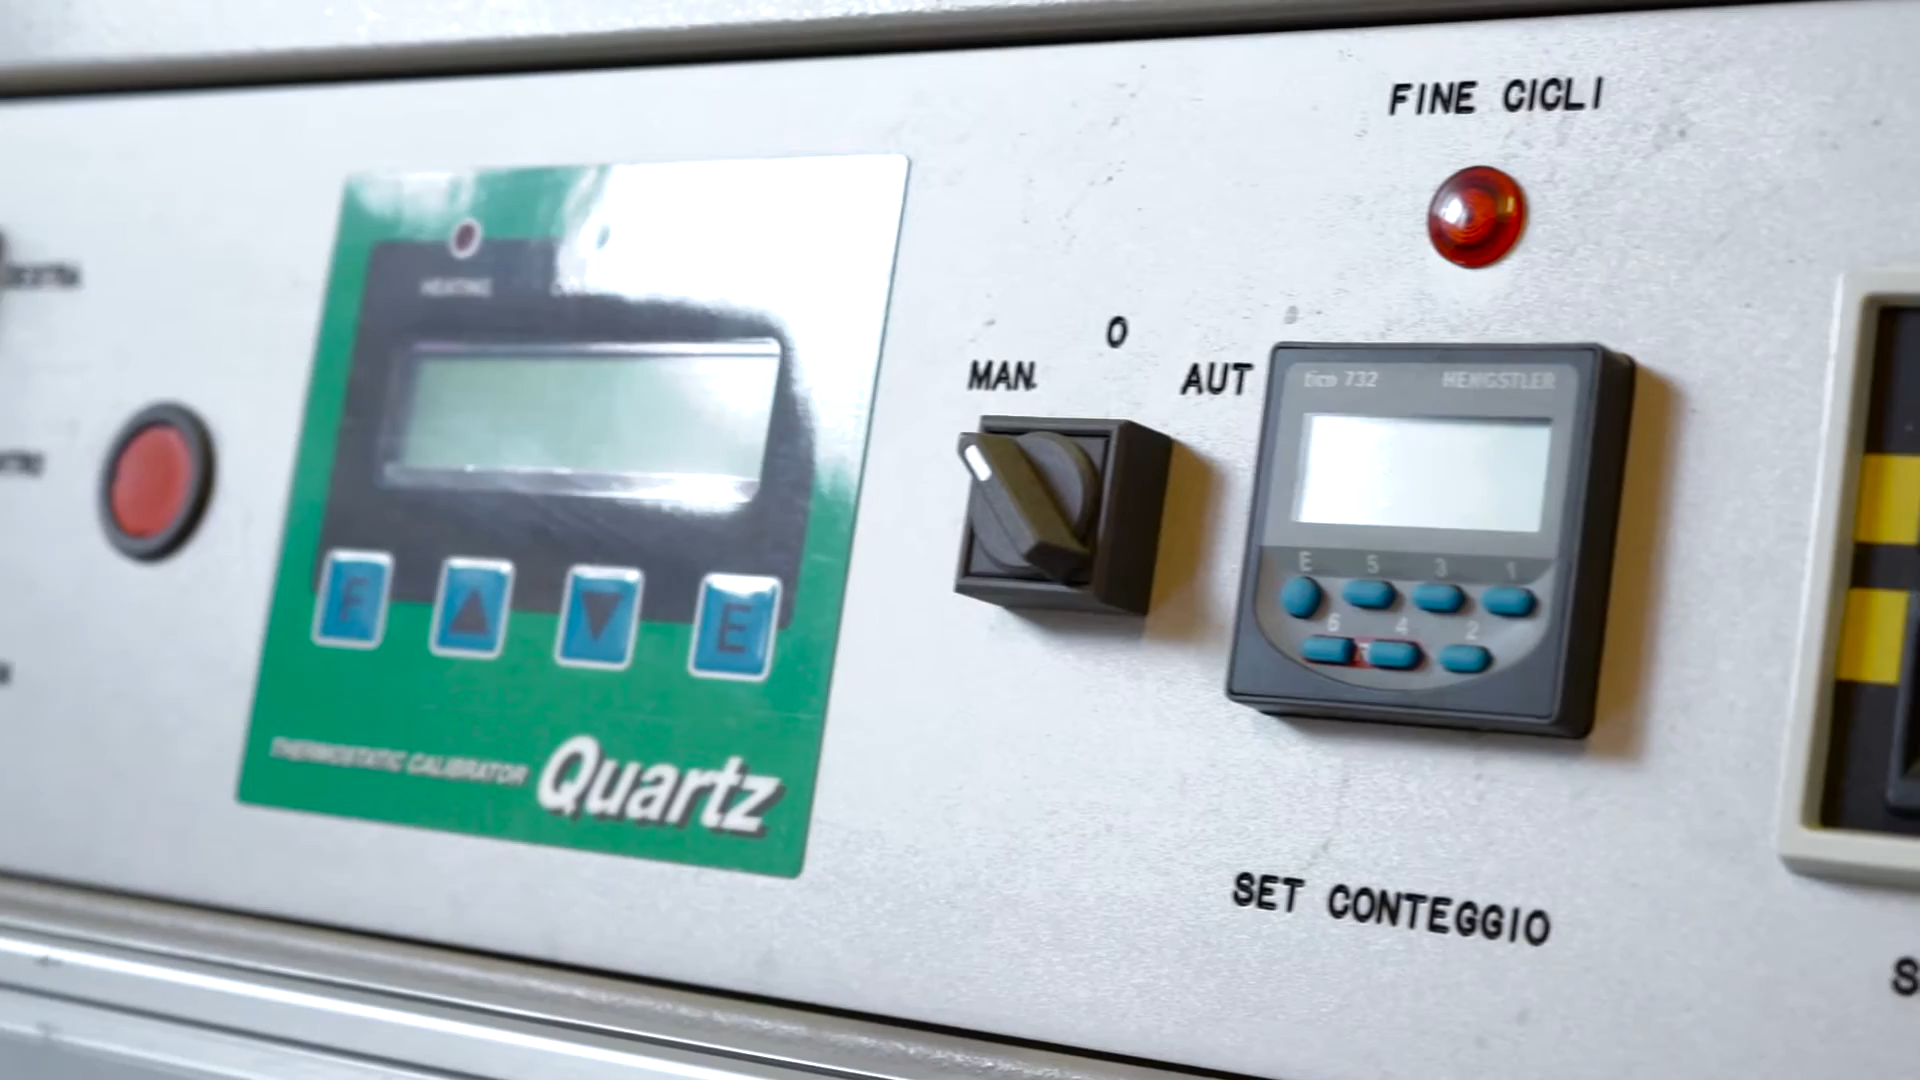 FINE CICLI
HEATING
O
MAN.
AUT
tico 732
HENGSTLER
E 5 3 1
6 4 2
F
E
THERMOSTATIC CALIBRATOR Quartz
SET CONTEGGIO
S